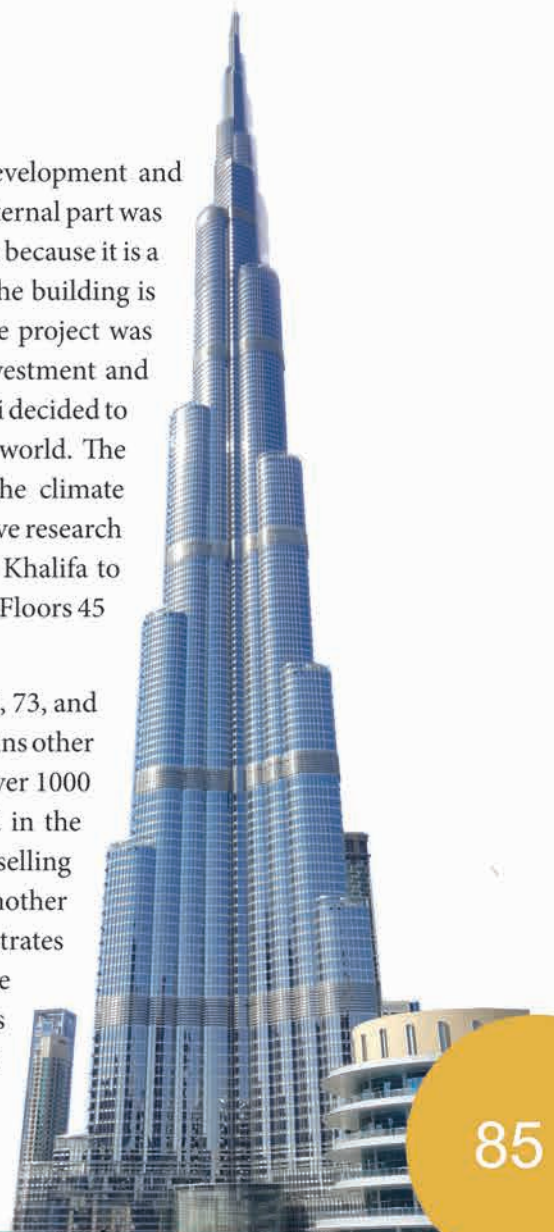 evelopment and
ternal part was
because it is a
he building is
e project was
vestment and
i decided to
world. The
he climate
ve research
Khalifa to
Floors 45
, 73, and
ns other
ver 1000
in the
selling
nother
trates
e
s
85